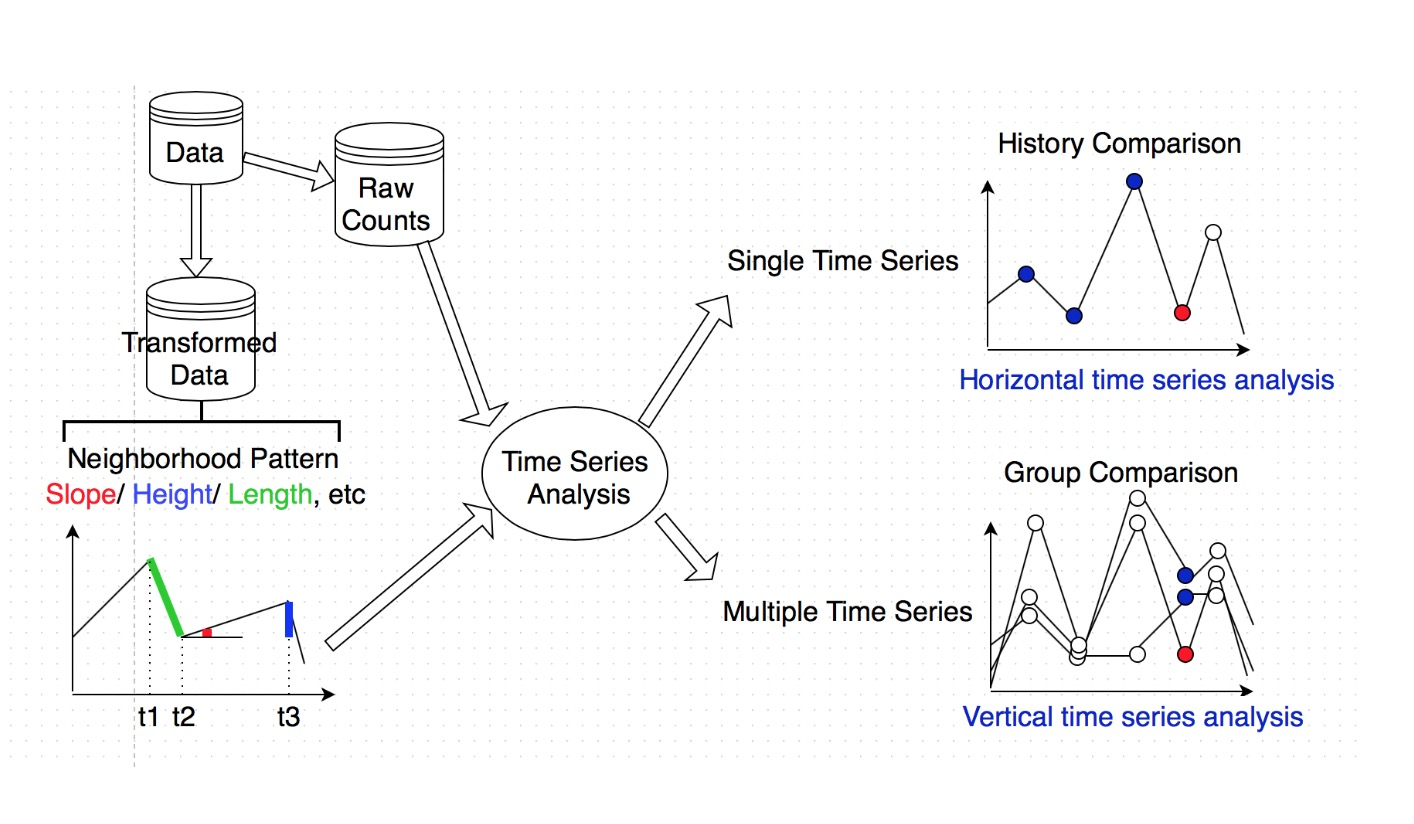 Data
Raw
Counts
Transformed
Data
Neighborhood Pattern
Slope/ Height/ Length, etc
t1 t2 t3
Time Series
Analysis
Single Time Series
Multiple Time Series
History Comparison
Horizontal time series analysis
Group Comparison
Vertical time series analysis